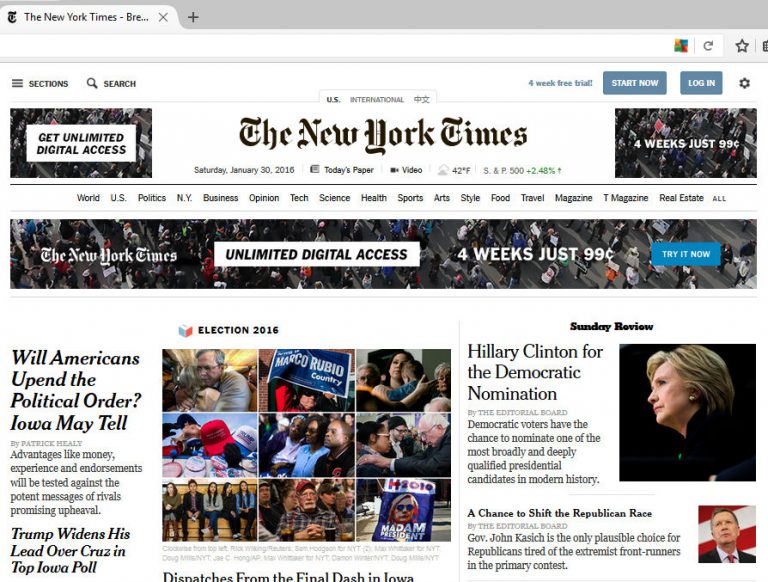 The New York Times - Bre...
SECTIONS
SEARCH
4 week free trial!
START NOW
LOG IN
U.S. INTERNATIONAL 中文
GET UNLIMITED
DIGITAL ACCESS
The New York Times
4 WEEKS JUST 99¢
Saturday, January 30, 2016
Today's Paper
Video
42°F
S. & P. 500 +2.48% ↑
World U.S. Politics N.Y. Business Opinion Tech Science Health Sports Arts Style Food Travel Magazine T Magazine Real Estate ALL
The New York Times
UNLIMITED DIGITAL ACCESS
4 WEEKS JUST 99¢
TRY IT NOW
Will Americans
Upend the
Political Order?
Iowa May Tell
By PATRICK HEALY
Advantages like money,
experience and endorsements
will be tested against the
potent messages of rivals
promising upheaval.
Trump Widens His
Lead Over Cruz in
Top Iowa Poll
ELECTION 2016
MARCO RUBIO
Country
H2016
MADAM
PRESIDENT
Clockwise from top left: Rick Wilking/Reuters; Sam Hodgson for NYT (2); Max Whittaker for NYT;
Doug Mills/NYT; Jae C. Hong/AP; Max Whittaker for NYT; Damon Winter/NYT; Doug Mills/NYT
Dispatches From the Final Dash in Iowa
Sunday Review
Hillary Clinton for
the Democratic
Nomination
By THE EDITORIAL BOARD
Democratic voters have the
chance to nominate one of the
most broadly and deeply
qualified presidential
candidates in modern history.
A Chance to Shift the Republican Race
By THE EDITORIAL BOARD
Gov. John Kasich is the only plausible choice for
Republicans tired of the extremist front-runners
in the primary contest.